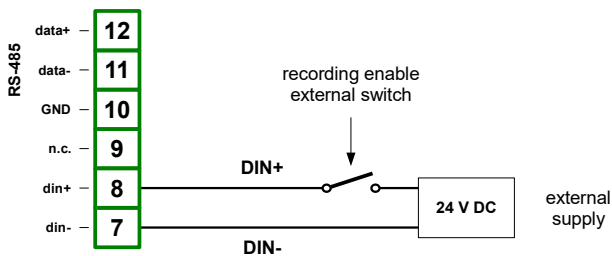 RS-485
data+ 12
data- 11
GND 10
n.c. 9
din+ 8
din- 7
recording enable
external switch
DIN+
DIN-
24 V DC
external
supply